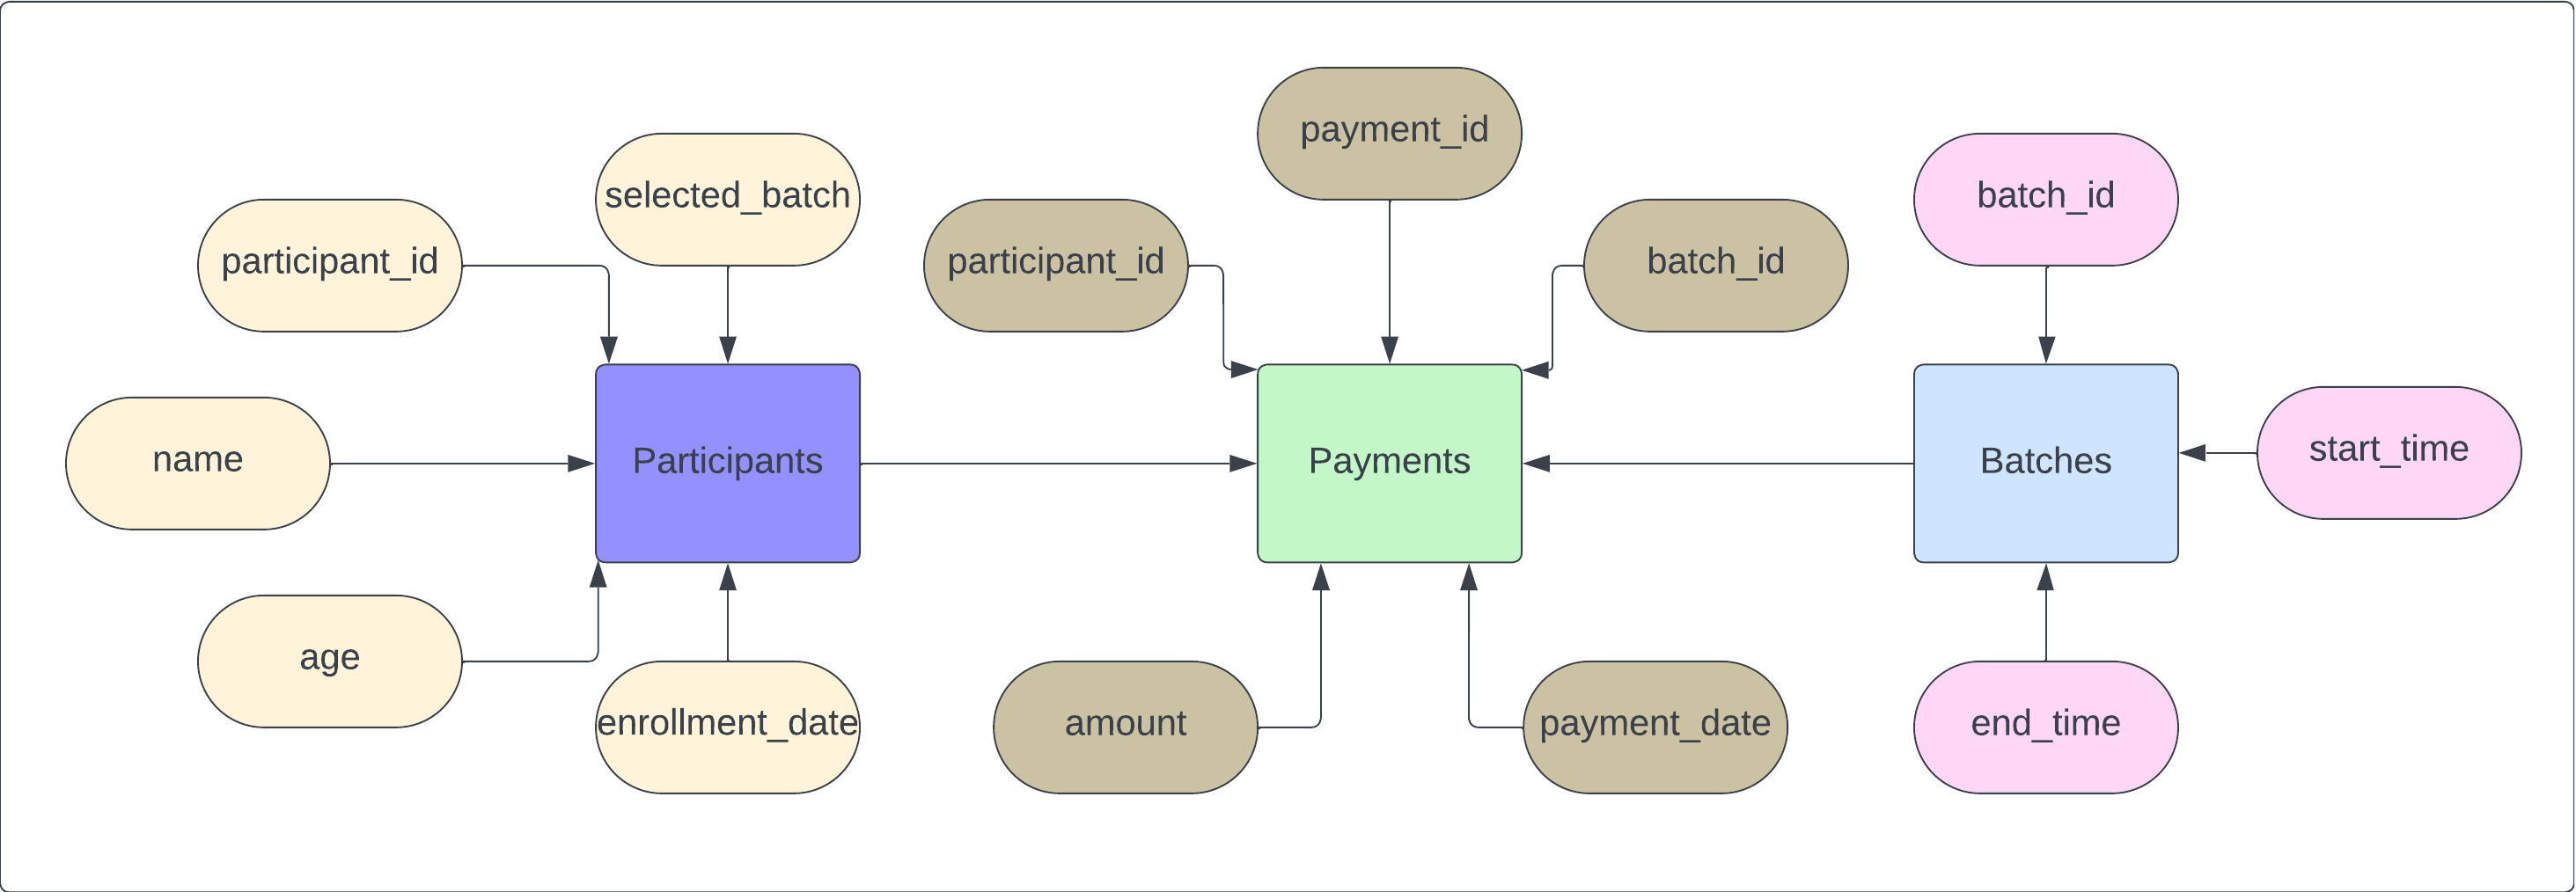 payment_id
selected_batch
batch_id
participant_id
participant_id
batch_id
name
Participants
Payments
Batches
start_time
age
enrollment_date
amount
payment_date
end_time